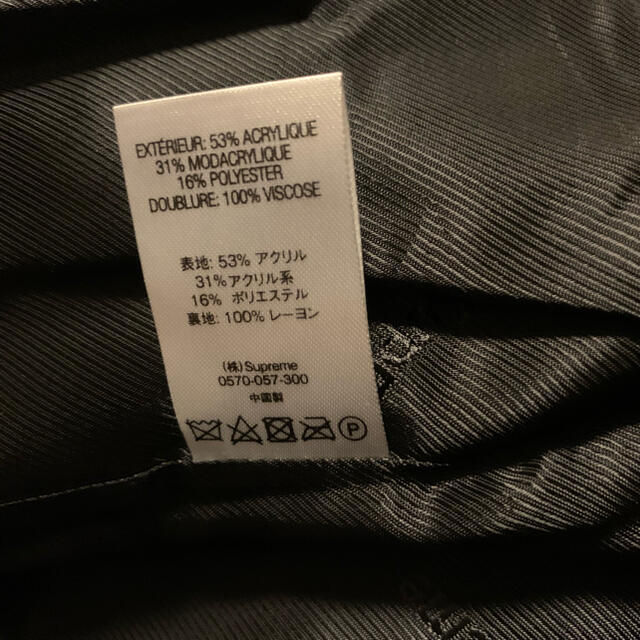 EXTÉRIEUR: 53% ACRYLIQUE
31% MODACRYLIQUE
16% POLYESTER
DOUBLURE: 100% VISCOSE
表地: 53% アクリル
31% アクリル系
16% ポリエステル
裏地: 100% レーヨン
(株) Supreme
0570-057-300
中國製
P